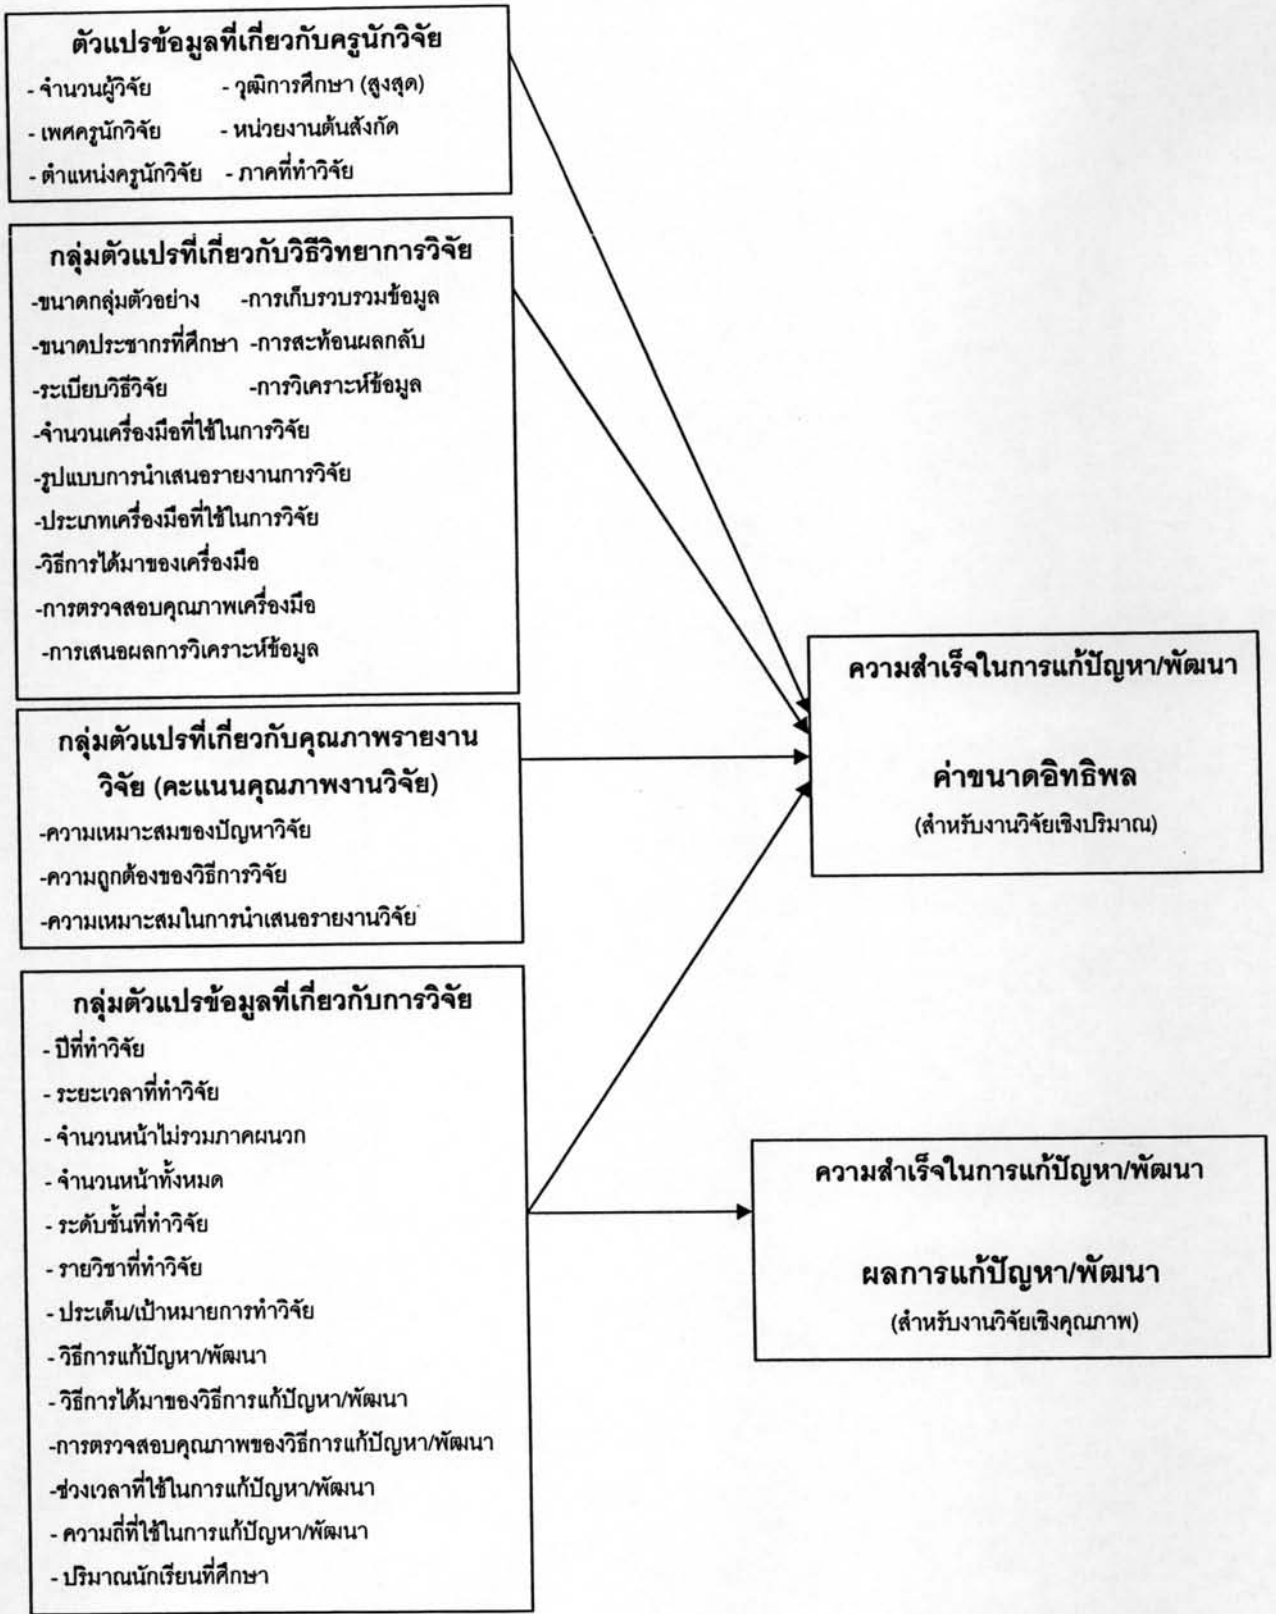 ตัวแปรข้อมูลที่เกี่ยวกับครูนักวิจัย
- จำนวนผู้วิจัย - วุฒิการศึกษา (สูงสุด)
- เพศครูนักวิจัย - หน่วยงานต้นสังกัด
- ตำแหน่งครูนักวิจัย - ภาคที่ทำวิจัย
กลุ่มตัวแปรที่เกี่ยวกับวิธีวิทยาการวิจัย
-ขนาดกลุ่มตัวอย่าง -การเก็บรวบรวมข้อมูล
-ขนาดประชากรที่ศึกษา -การสะท้อนผลกลับ
-ระเบียบวิธีวิจัย -การวิเคราะห์ข้อมูล
-จำนวนเครื่องมือที่ใช้ในการวิจัย
-รูปแบบการนำเสนอรายงานการวิจัย
-ประเภทเครื่องมือที่ใช้ในการวิจัย
-วิธีการได้มาของเครื่องมือ
-การตรวจสอบคุณภาพเครื่องมือ
-การเสนอผลการวิเคราะห์ข้อมูล
กลุ่มตัวแปรที่เกี่ยวกับคุณภาพรายงาน
วิจัย (คะแนนคุณภาพงานวิจัย)
-ความเหมาะสมของปัญหาวิจัย
-ความถูกต้องของวิธีการวิจัย
-ความเหมาะสมในการนำเสนอรายงานวิจัย
กลุ่มตัวแปรข้อมูลที่เกี่ยวกับการวิจัย
- ปีที่ทำวิจัย
- ระยะเวลาที่ทำวิจัย
- จำนวนหน้าไม่รวมภาคผนวก
- จำนวนหน้าทั้งหมด
- ระดับชั้นที่ทำวิจัย
- รายวิชาที่ทำวิจัย
- ประเด็น/เป้าหมายการทำวิจัย
- วิธีการแก้ปัญหา/พัฒนา
- วิธีการได้มาของวิธีการแก้ปัญหา/พัฒนา
-การตรวจสอบคุณภาพของวิธีการแก้ปัญหา/พัฒนา
-ช่วงเวลาที่ใช้ในการแก้ปัญหา/พัฒนา
- ความถี่ที่ใช้ในการแก้ปัญหา/พัฒนา
- ปริมาณนักเรียนที่ศึกษา
ความสำเร็จในการแก้ปัญหา/พัฒนา
ค่าขนาดอิทธิพล
(สำหรับงานวิจัยเชิงปริมาณ)
ความสำเร็จในการแก้ปัญหา/พัฒนา
ผลการแก้ปัญหา/พัฒนา
(สำหรับงานวิจัยเชิงคุณภาพ)